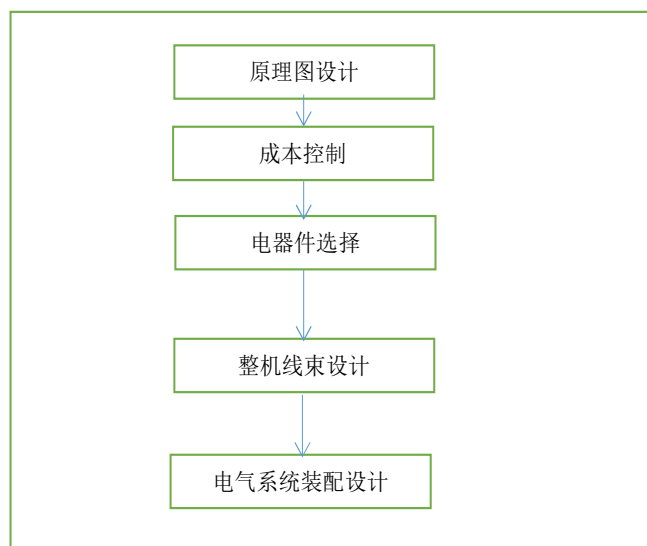 原理图设计
成本控制
电器件选择
整机线束设计
电气系统装配设计